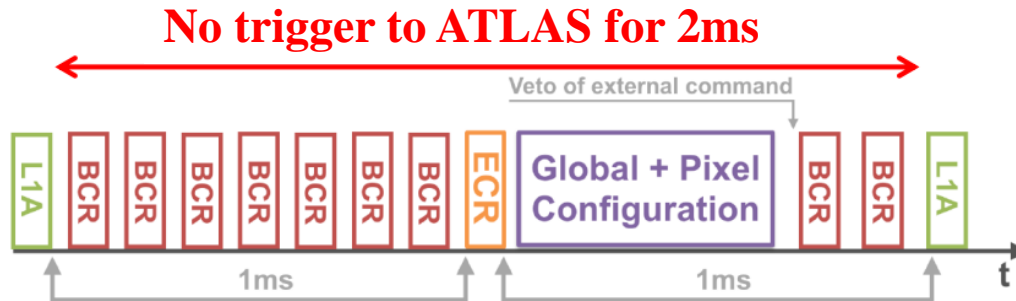 No trigger to ATLAS for 2ms
Veto of external command
L1A
BCR
BCR
BCR
BCR
BCR
BCR
BCR
ECR
Global + Pixel
Configuration
BCR
BCR
L1A
1ms
1ms
t